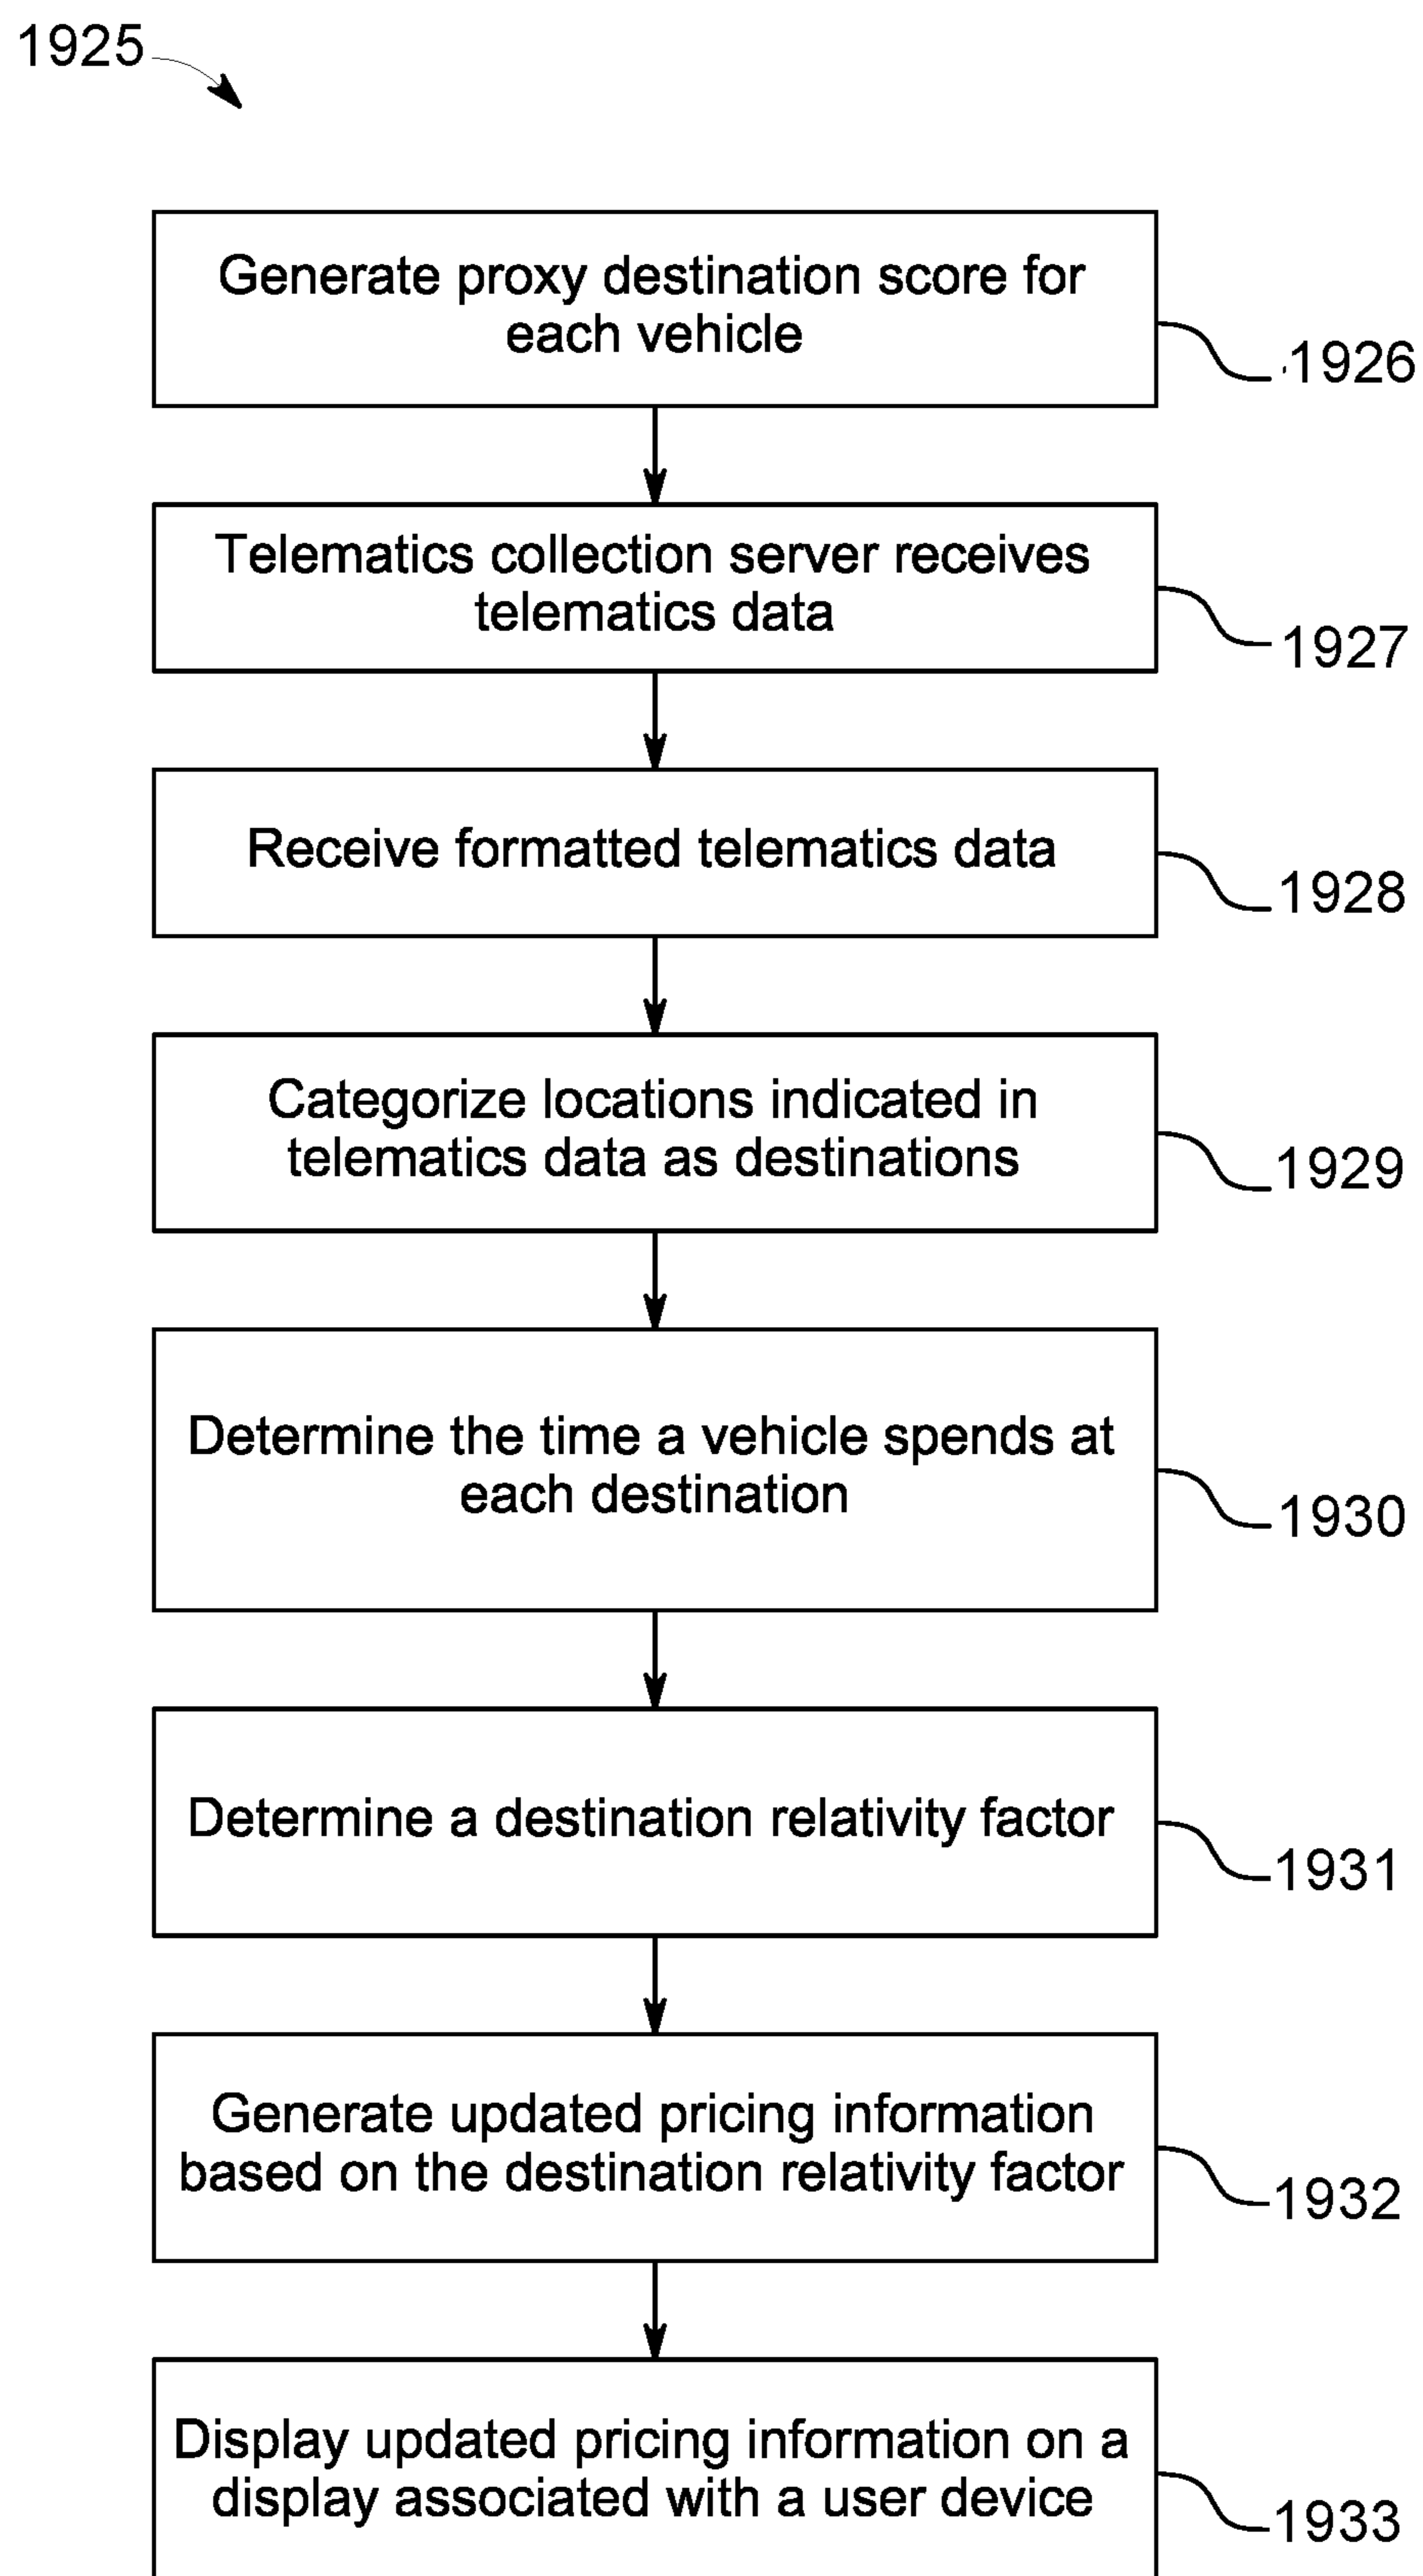 1925
Generate proxy destination score for
each vehicle
1926
Telematics collection server receives
telematics data
1927
Receive formatted telematics data
1928
Categorize locations indicated in
telematics data as destinations
1929
Determine the time a vehicle spends at
each destination
1930
Determine a destination relativity factor
1931
Generate updated pricing information
based on the destination relativity factor
1932
Display updated pricing information on a
display associated with a user device
1933